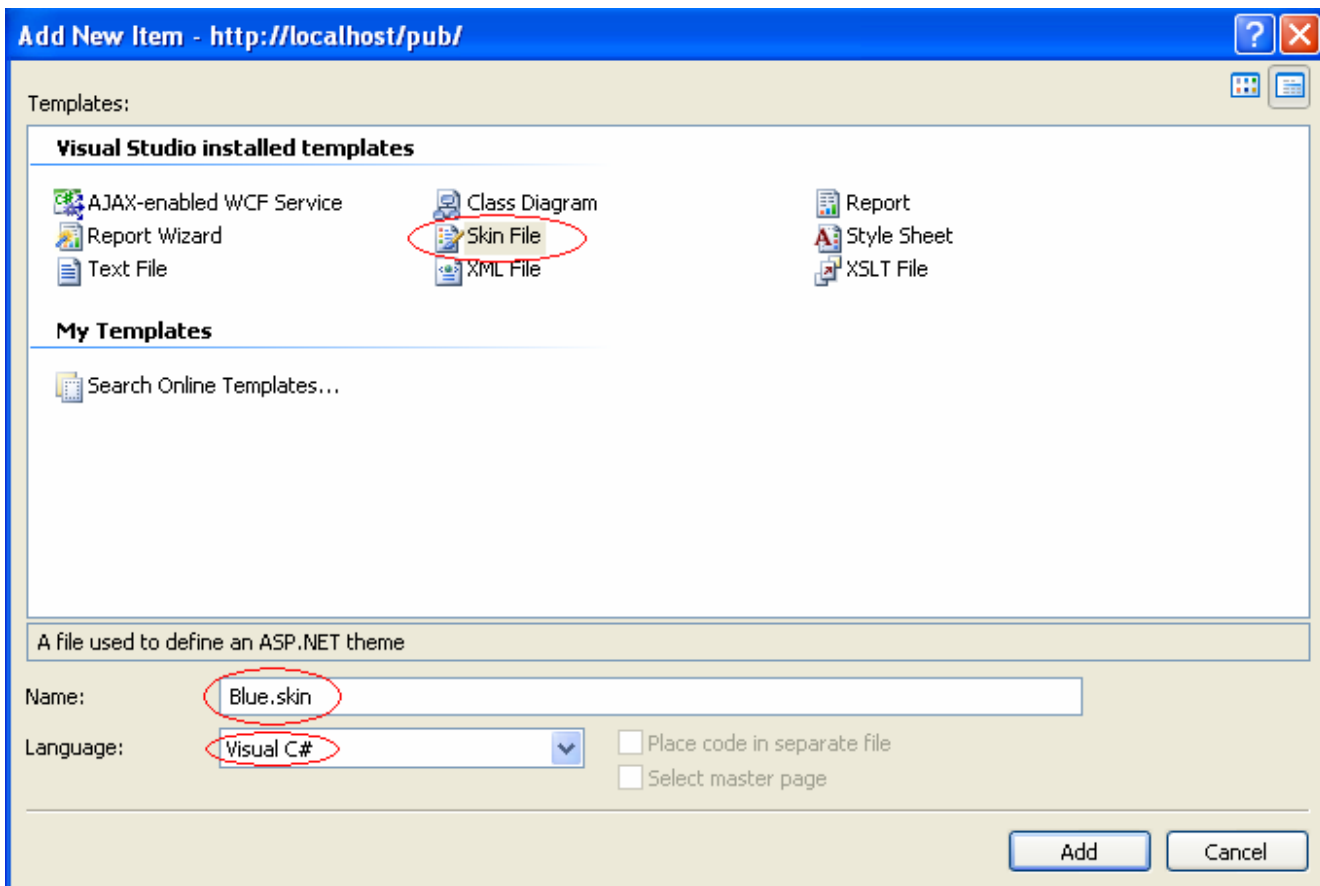 Add New Item - http://localhost/pub/
Templates:
Visual Studio installed templates
AJAX-enabled WCF Service Class Diagram Report
Report Wizard Skin File Style Sheet
Text File XML File XSLT File
My Templates
Search Online Templates...
A file used to define an ASP.NET theme
Name: Blue.skin
Language: Visual C# Place code in separate file
Select master page
Add Cancel